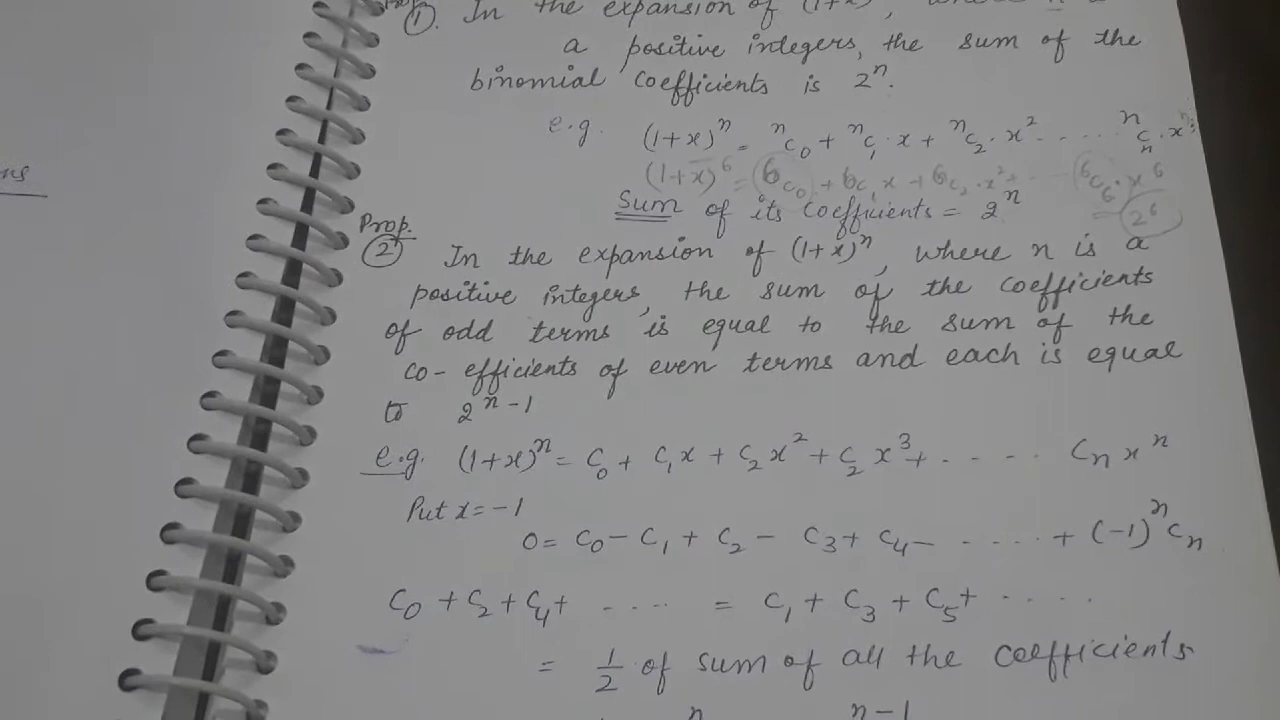 ns
Prop.
①. In the expansion of (1+x)
a positive integers, the sum of the
binomial coefficients is 2ⁿ.
e.g. (1+x)ⁿ = ⁿC₀ + ⁿC₁ · x + ⁿC₂ · x² ..... ⁿCₙ · xⁿ
(1+x)⁶ = ⁶C₀ + 6C₁ x + 6C₂ · x² + ... ⁶C₆ · x⁶
Sum of its coefficients = 2ⁿ = 2⁶
Prop.
② In the expansion of (1+x)ⁿ, where n is a
positive integers, the sum of the coefficients
of odd terms is equal to the sum of the
co-efficients of even terms and each is equal
to 2ⁿ⁻¹
e.g. (1+x)ⁿ = C₀ + C₁x + C₂x² + C₂x³ + ..... Cₙxⁿ
Put x = -1
0 = C₀ - C₁ + C₂ - C₃ + C₄ - ..... + (-1)ⁿCₙ
C₀ + C₂ + C₄ + .... = C₁ + C₃ + C₅ + .....
= 1/2 of sum of all the coefficients
n n-1